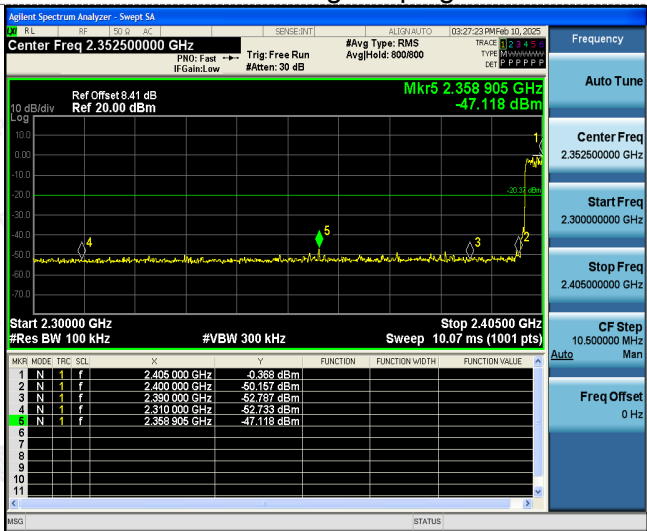 Agilent Spectrum Analyzer - Swept SA
RL RF 50 Ω AC SENSE:INT ALIGN AUTO 03:27:23 PM Feb 10, 2025
Center Freq 2.352500000 GHz
PNO: Fast
IFGain:Low
Trig: Free Run
#Atten: 30 dB
#Avg Type: RMS
Avg|Hold: 800/800
TRACE 1 2 3 4 5 6
TYPE MWWWWW
DET P P P P P P
Ref Offset 8.41 dB
Ref 20.00 dBm
10 dB/div
Log
Mkr5 2.358 905 GHz
-47.118 dBm
10.0
0.00
-10.0
-20.0
-30.0
-40.0
-50.0
-60.0
-70.0
-20.37 dBm
1
2
3
4
5
Start 2.30000 GHz
Stop 2.40500 GHz
#Res BW 100 kHz #VBW 300 kHz Sweep 10.07 ms (1001 pts)
MKR MODE TRC SCL X Y FUNCTION FUNCTION WIDTH FUNCTION VALUE
1 N 1 f 2.405 000 GHz -0.368 dBm
2 N 1 f 2.400 000 GHz -50.157 dBm
3 N 1 f 2.390 000 GHz -52.787 dBm
4 N 1 f 2.310 000 GHz -52.733 dBm
5 N 1 f 2.358 905 GHz -47.118 dBm
6
7
8
9
10
11
MSG STATUS
Frequency
Auto Tune
Center Freq
2.352500000 GHz
Start Freq
2.300000000 GHz
Stop Freq
2.405000000 GHz
CF Step
10.500000 MHz
Auto Man
Freq Offset
0 Hz